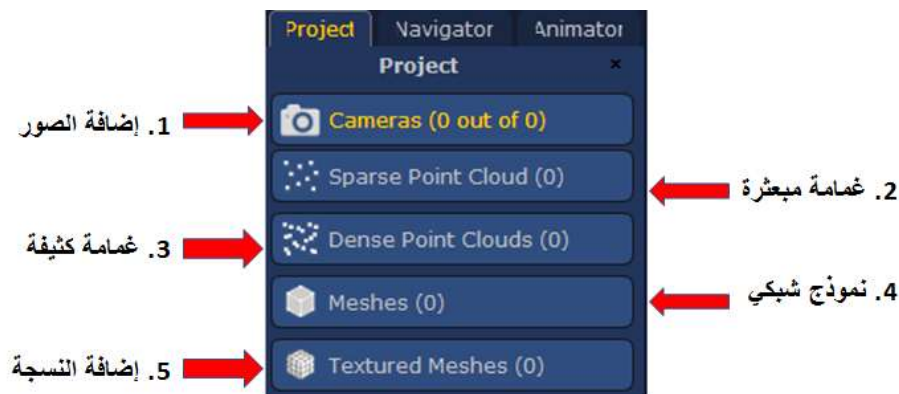 Project Navigator Animator
Project ×
1. إضافة الصور
Cameras (0 out of 0)
Sparse Point Cloud (0)
2. غمامة مبعثرة
3. غمامة كثيفة
Dense Point Clouds (0)
Meshes (0)
4. نموذج شبكي
5. إضافة النسجة
Textured Meshes (0)